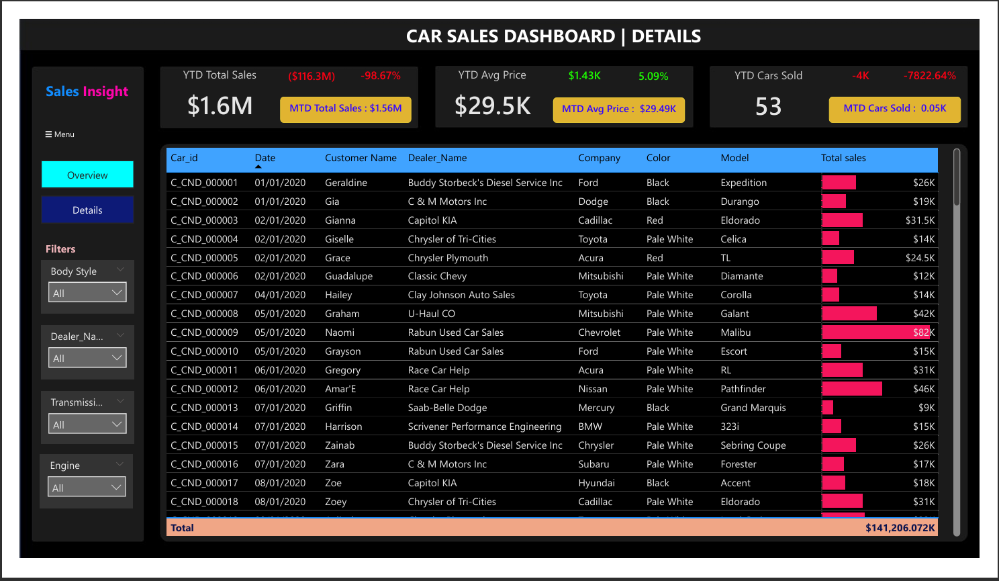 CAR SALES DASHBOARD | DETAILS
Sales Insight
Menu
Overview
Details
Filters
Body Style
All
Dealer_Na...
All
Transmissi...
All
Engine
All
YTD Total Sales ($116.3M) -98.67%
$1.6M MTD Total Sales : $1.56M
YTD Avg Price $1.43K 5.09%
$29.5K MTD Avg Price : $29.49K
YTD Cars Sold -4K -7822.64%
53 MTD Cars Sold : 0.05K
Car_id Date Customer Name Dealer_Name Company Color Model Total sales
C_CND_000001 01/01/2020 Geraldine Buddy Storbeck's Diesel Service Inc Ford Black Expedition $26K
C_CND_000002 01/01/2020 Gia C & M Motors Inc Dodge Black Durango $19K
C_CND_000003 02/01/2020 Gianna Capitol KIA Cadillac Red Eldorado $31.5K
C_CND_000004 02/01/2020 Giselle Chrysler of Tri-Cities Toyota Pale White Celica $14K
C_CND_000005 02/01/2020 Grace Chrysler Plymouth Acura Red TL $24.5K
C_CND_000006 02/01/2020 Guadalupe Classic Chevy Mitsubishi Pale White Diamante $12K
C_CND_000007 04/01/2020 Hailey Clay Johnson Auto Sales Toyota Pale White Corolla $14K
C_CND_000008 05/01/2020 Graham U-Haul CO Mitsubishi Pale White Galant $42K
C_CND_000009 05/01/2020 Naomi Rabun Used Car Sales Chevrolet Pale White Malibu $82K
C_CND_000010 05/01/2020 Grayson Rabun Used Car Sales Ford Pale White Escort $15K
C_CND_000011 06/01/2020 Gregory Race Car Help Acura Pale White RL $31K
C_CND_000012 06/01/2020 Amar'E Race Car Help Nissan Pale White Pathfinder $46K
C_CND_000013 07/01/2020 Griffin Saab-Belle Dodge Mercury Black Grand Marquis $9K
C_CND_000014 07/01/2020 Harrison Scrivener Performance Engineering BMW Pale White 323i $15K
C_CND_000015 07/01/2020 Zainab Buddy Storbeck's Diesel Service Inc Chrysler Pale White Sebring Coupe $26K
C_CND_000016 07/01/2020 Zara C & M Motors Inc Subaru Pale White Forester $17K
C_CND_000017 08/01/2020 Zoe Capitol KIA Hyundai Black Accent $18K
C_CND_000018 08/01/2020 Zoey Chrysler of Tri-Cities Cadillac Pale White Eldorado $31K
Total $141,206.072K